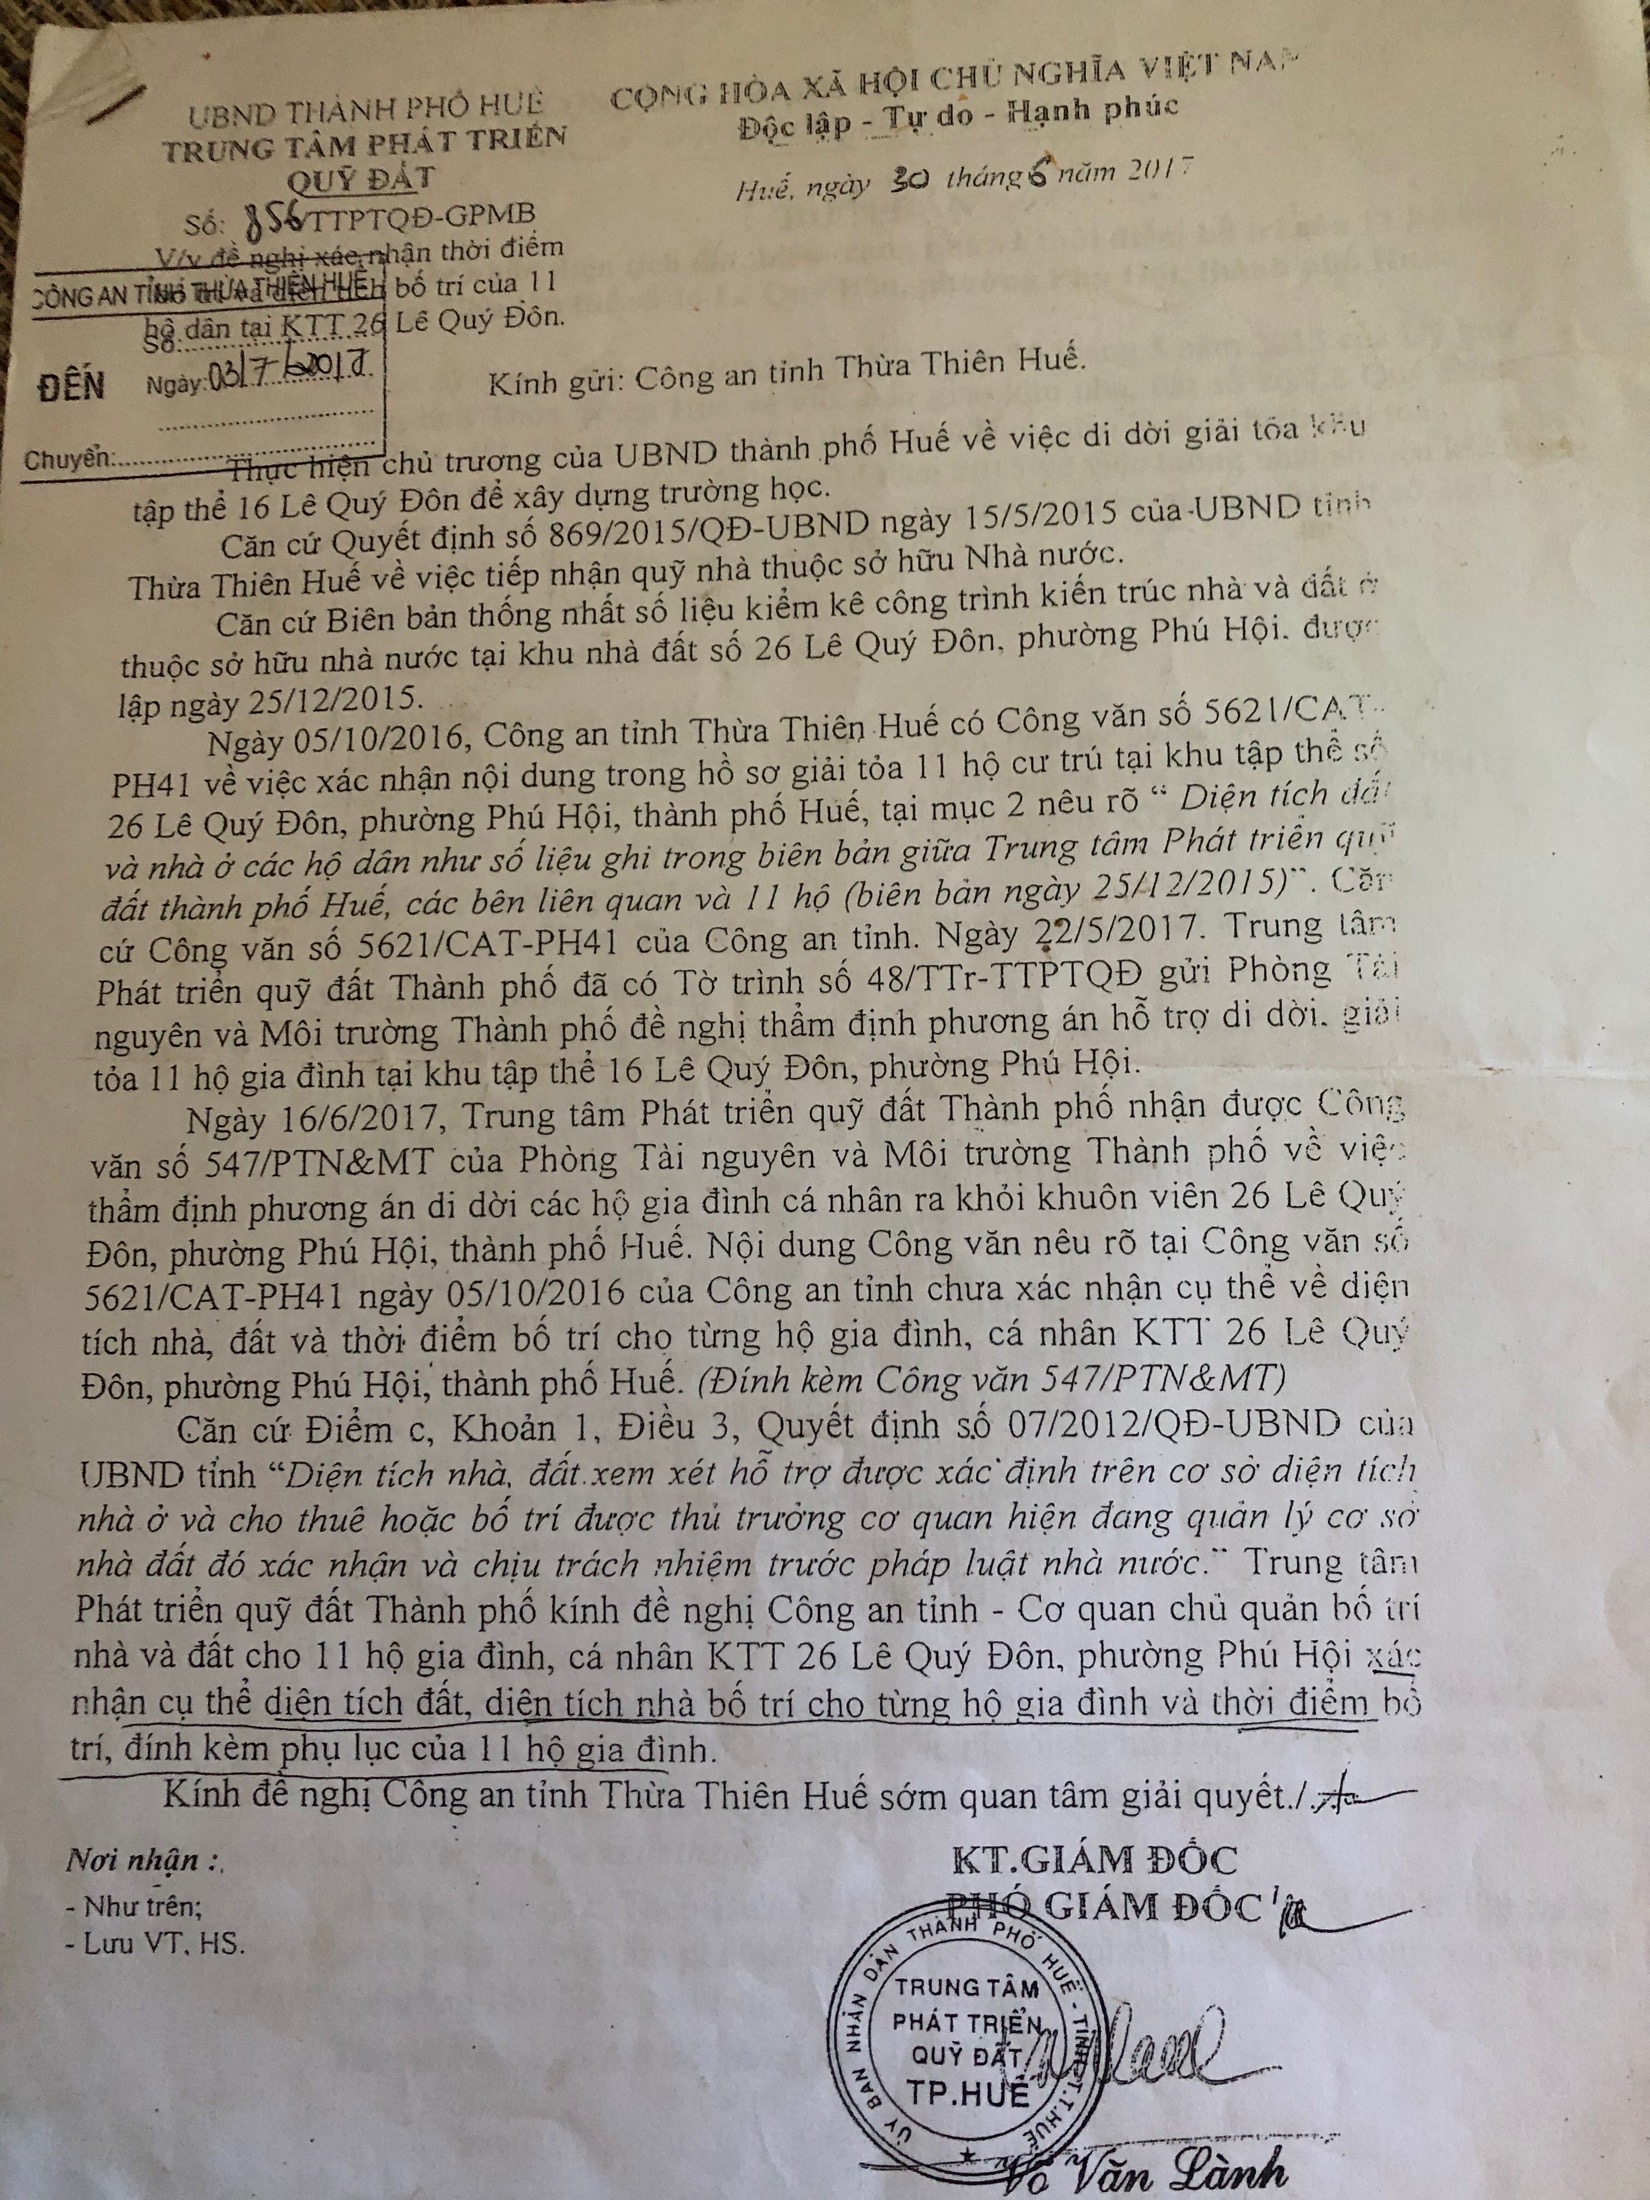 UBND THÀNH PHỐ HUẾ
TRUNG TÂM PHÁT TRIỂN
QUỸ ĐẤT
Số: 856/TTPTQĐ-GPMB
V/v đề nghị xác nhận thời điểm
bố trí và diện tích bố trí của 11
hộ dân tại KTT 26 Lê Quý Đôn.
CỘNG HÒA XÃ HỘI CHỦ NGHĨA VIỆT NAM
Độc lập - Tự do - Hạnh phúc
Huế, ngày 30 tháng 6 năm 2017
CÔNG AN TỈNH THỪA THIÊN HUẾ
Số:
ĐẾN Ngày: 03/7/2017
Chuyển:
Kính gửi: Công an tỉnh Thừa Thiên Huế.
Thực hiện chủ trương của UBND thành phố Huế về việc di dời giải tỏa khu
tập thể 16 Lê Quý Đôn để xây dựng trường học.
Căn cứ Quyết định số 869/2015/QĐ-UBND ngày 15/5/2015 của UBND tỉnh
Thừa Thiên Huế về việc tiếp nhận quỹ nhà thuộc sở hữu Nhà nước.
Căn cứ Biên bản thống nhất số liệu kiểm kê công trình kiến trúc nhà và đất ở
thuộc sở hữu nhà nước tại khu nhà đất số 26 Lê Quý Đôn, phường Phú Hội. được
lập ngày 25/12/2015.
Ngày 05/10/2016, Công an tỉnh Thừa Thiên Huế có Công văn số 5621/CAT-
PH41 về việc xác nhận nội dung trong hồ sơ giải tỏa 11 hộ cư trú tại khu tập thể số
26 Lê Quý Đôn, phường Phú Hội, thành phố Huế, tại mục 2 nêu rõ “ Diện tích đất
và nhà ở các hộ dân như số liệu ghi trong biên bản giữa Trung tâm Phát triển quỹ
đất thành phố Huế, các bên liên quan và 11 hộ (biên bản ngày 25/12/2015)”. Căn
cứ Công văn số 5621/CAT-PH41 của Công an tỉnh. Ngày 22/5/2017. Trung tâm
Phát triển quỹ đất Thành phố đã có Tờ trình số 48/TTr-TTPTQĐ gửi Phòng Tài
nguyên và Môi trường Thành phố đề nghị thẩm định phương án hỗ trợ di dời. giải
tỏa 11 hộ gia đình tại khu tập thể 16 Lê Quý Đôn, phường Phú Hội.
Ngày 16/6/2017, Trung tâm Phát triển quỹ đất Thành phố nhận được Công
văn số 547/PTN&MT của Phòng Tài nguyên và Môi trường Thành phố về việc
thẩm định phương án di dời các hộ gia đình cá nhân ra khỏi khuôn viên 26 Lê Quý
Đôn, phường Phú Hội, thành phố Huế. Nội dung Công văn nêu rõ tại Công văn số
5621/CAT-PH41 ngày 05/10/2016 của Công an tỉnh chưa xác nhận cụ thể về diện
tích nhà, đất và thời điểm bố trí cho từng hộ gia đình, cá nhân KTT 26 Lê Quý
Đôn, phường Phú Hội, thành phố Huế. (Đính kèm Công văn 547/PTN&MT)
Căn cứ Điểm c, Khoản 1, Điều 3, Quyết định số 07/2012/QĐ-UBND của
UBND tỉnh “Diện tích nhà, đất xem xét hỗ trợ được xác định trên cơ sở diện tích
nhà ở và cho thuê hoặc bố trí được thủ trưởng cơ quan hiện đang quản lý cơ sở
nhà đất đó xác nhận và chịu trách nhiệm trước pháp luật nhà nước.” Trung tâm
Phát triển quỹ đất Thành phố kính đề nghị Công an tỉnh - Cơ quan chủ quản bố trí
nhà và đất cho 11 hộ gia đình, cá nhân KTT 26 Lê Quý Đôn, phường Phú Hội xác
nhận cụ thể diện tích đất, diện tích nhà bố trí cho từng hộ gia đình và thời điểm bố
trí, đính kèm phụ lục của 11 hộ gia đình.
Kính đề nghị Công an tỉnh Thừa Thiên Huế sớm quan tâm giải quyết./.
Nơi nhận :
- Như trên;
- Lưu VT, HS.
KT.GIÁM ĐỐC
PHÓ GIÁM ĐỐC
ỦY BAN NHÂN DÂN THÀNH PHỐ HUẾ - TỈNH T.T.HUẾ
TRUNG TÂM
PHÁT TRIỂN
QUỸ ĐẤT
TP.HUẾ
Võ Văn Lành